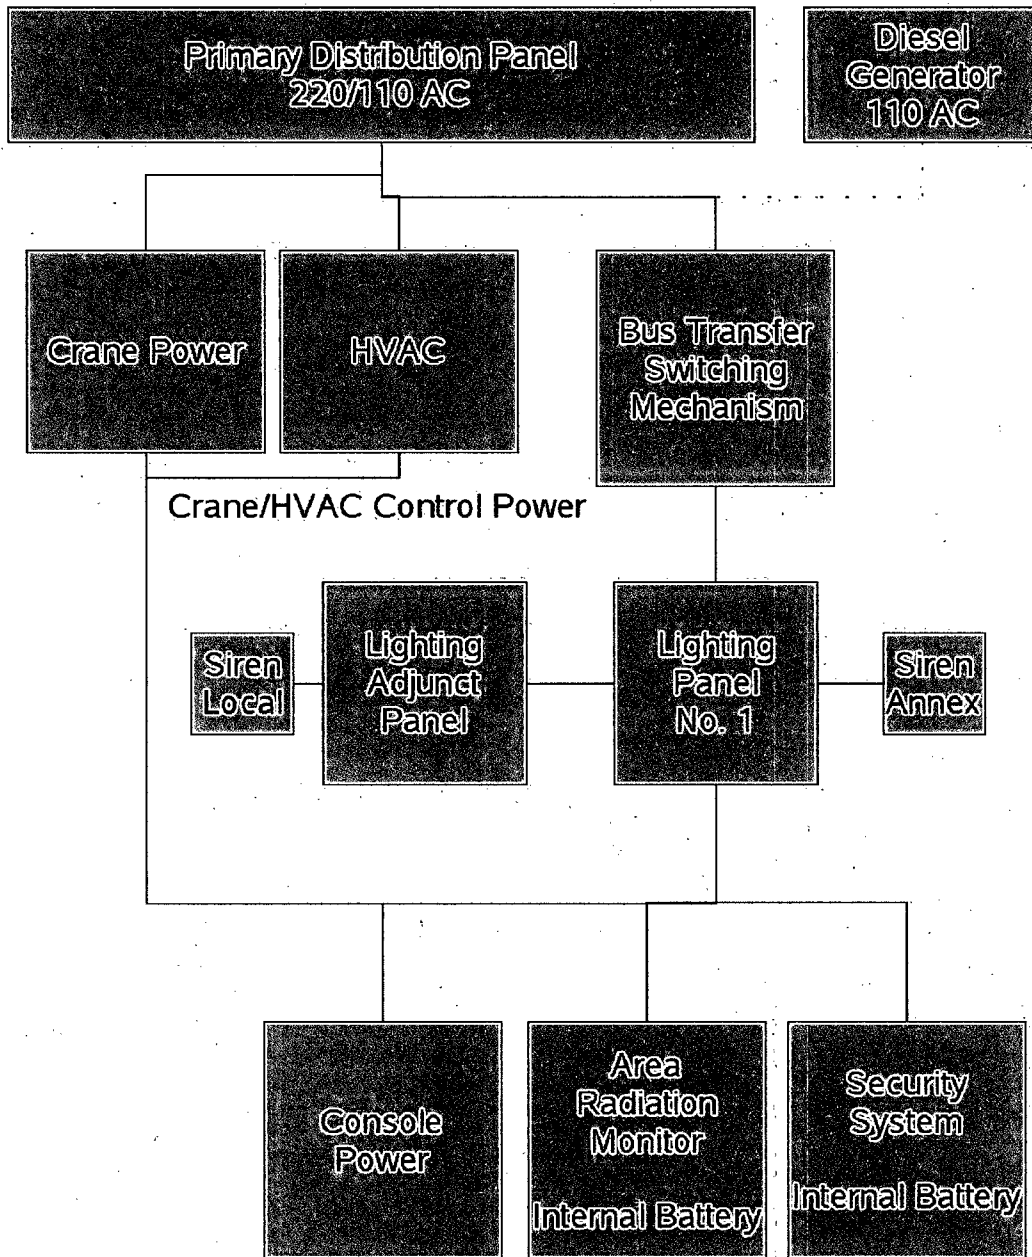 Primary Distribution Panel
220/110 AC
Diesel
Generator
110 AC
Crane Power
HVAC
Bus Transfer
Switching
Mechanism
Crane/HVAC Control Power
Siren
Local
Lighting
Adjunct
Panel
Lighting
Panel
No. 1
Siren
Annex
Console
Power
Area
Radiation
Monitor
Internal Battery
Security
System
Internal Battery